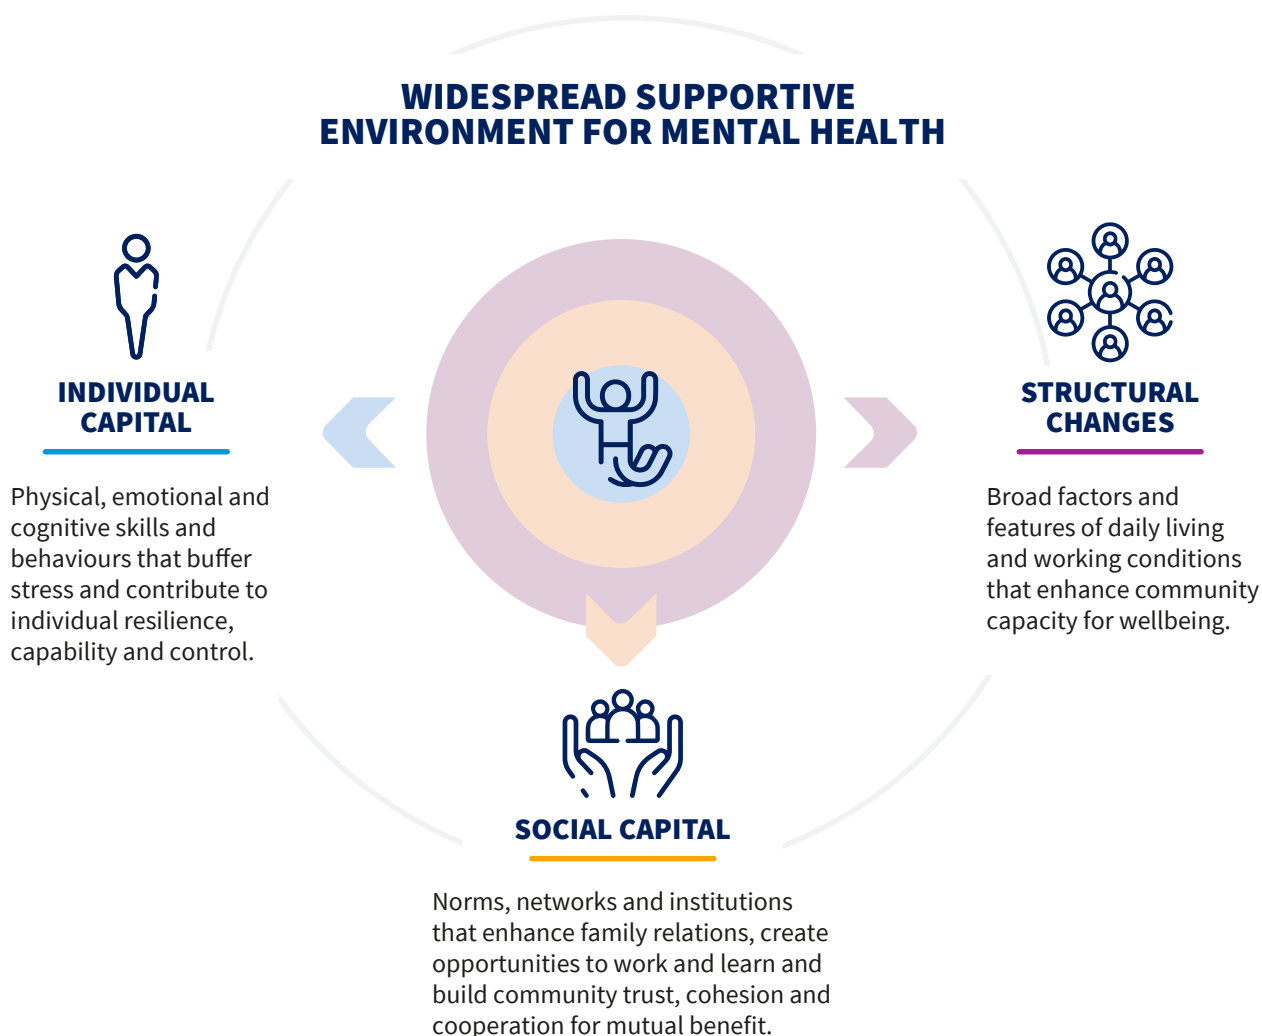 WIDESPREAD SUPPORTIVE
ENVIRONMENT FOR MENTAL HEALTH
INDIVIDUAL
CAPITAL
Physical, emotional and
cognitive skills and
behaviours that buffer
stress and contribute to
individual resilience,
capability and control.
STRUCTURAL
CHANGES
Broad factors and
features of daily living
and working conditions
that enhance community
capacity for wellbeing.
SOCIAL CAPITAL
Norms, networks and institutions
that enhance family relations, create
opportunities to work and learn and
build community trust, cohesion and
cooperation for mutual benefit.